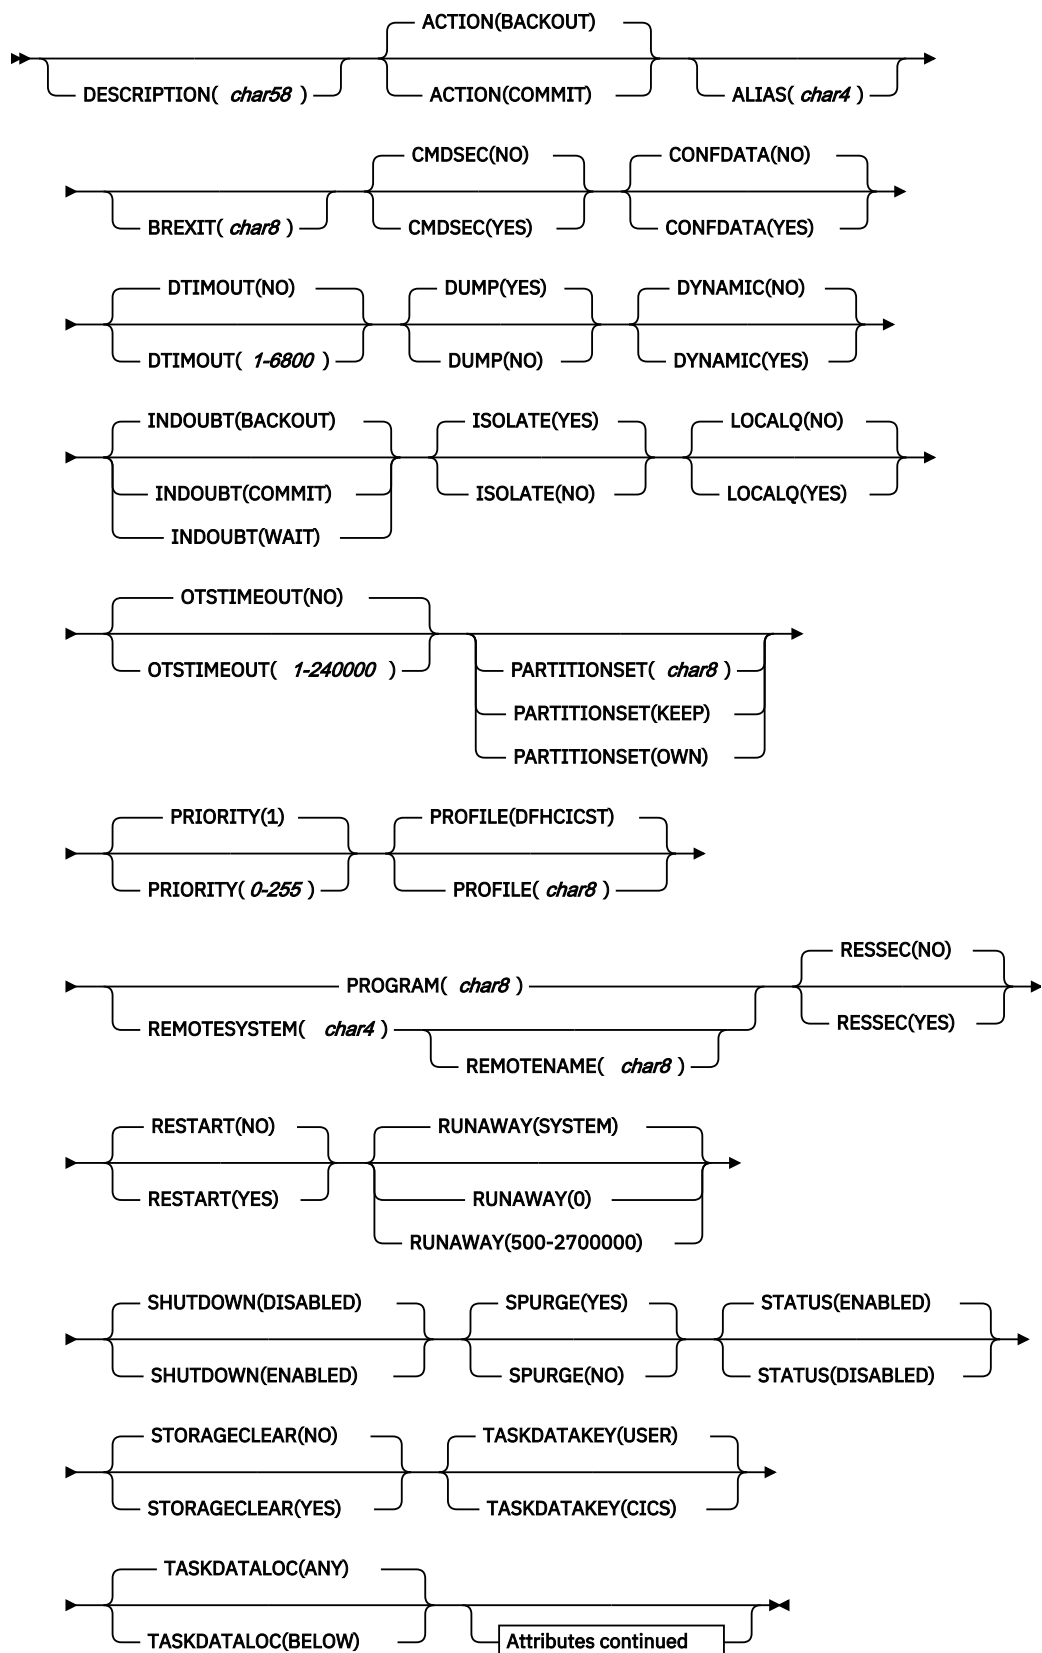 ACTION(BACKOUT)
DESCRIPTION( char58 ) ACTION(COMMIT) ALIAS( char4 )
CMDSEC(NO) CONFDATA(NO)
BREXIT( char8 ) CMDSEC(YES) CONFDATA(YES)
DTIMOUT(NO) DUMP(YES) DYNAMIC(NO)
DTIMOUT( 1-6800 ) DUMP(NO) DYNAMIC(YES)
INDOUBT(BACKOUT) ISOLATE(YES) LOCALQ(NO)
INDOUBT(COMMIT) ISOLATE(NO) LOCALQ(YES)
INDOUBT(WAIT)
OTSTIMEOUT(NO)
OTSTIMEOUT( 1-240000 ) PARTITIONSET( char8 )
PARTITIONSET(KEEP)
PARTITIONSET(OWN)
PRIORITY(1) PROFILE(DFHCICST)
PRIORITY( 0-255 ) PROFILE( char8 )
RESSEC(NO)
PROGRAM( char8 )
REMOTESYSTEM( char4 ) RESSEC(YES)
REMOTENAME( char8 )
RESTART(NO) RUNAWAY(SYSTEM)
RESTART(YES) RUNAWAY(0)
RUNAWAY(500-2700000)
SHUTDOWN(DISABLED) SPURGE(YES) STATUS(ENABLED)
SHUTDOWN(ENABLED) SPURGE(NO) STATUS(DISABLED)
STORAGECLEAR(NO) TASKDATAKEY(USER)
STORAGECLEAR(YES) TASKDATAKEY(CICS)
TASKDATALOC(ANY)
TASKDATALOC(BELOW) Attributes continued